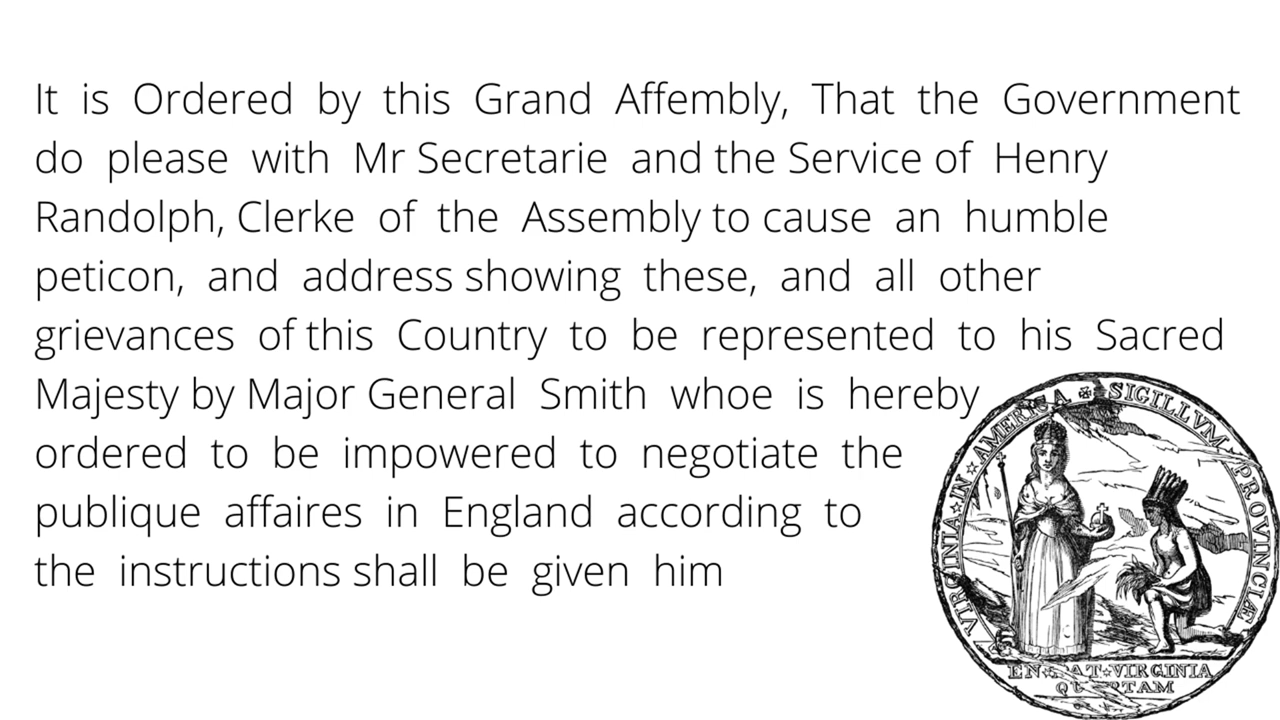 It is Ordered by this Grand Affembly, That the Government
do please with Mr Secretarie and the Service of Henry
Randolph, Clerke of the Assembly to cause an humble
peticon, and address showing these, and all other
grievances of this Country to be represented to his Sacred
Majesty by Major General Smith whoe is hereby
ordered to be impowered to negotiate the
publique affaires in England according to
the instructions shall be given him
SIGILLVM PROVINCIÆ VIRGINIA IN AMERICA
VIRGINIA